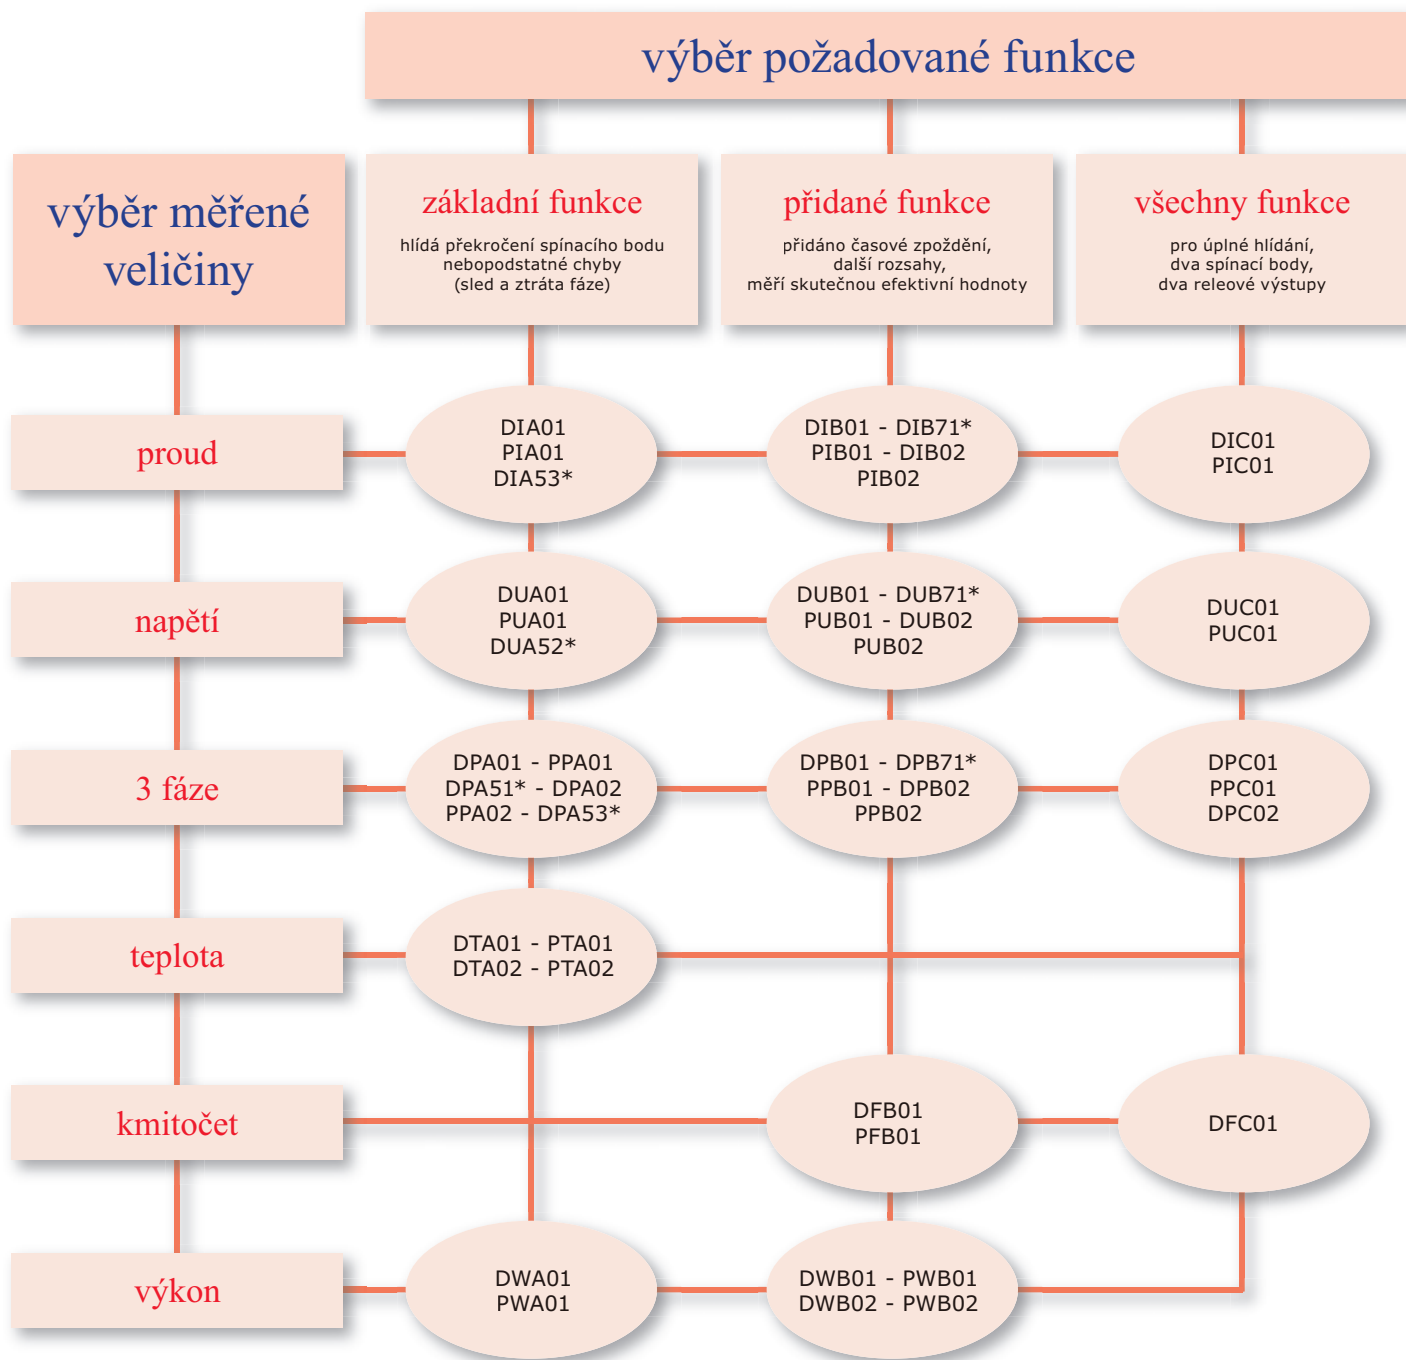 výběr požadované funkce
výběr měřené
veličiny
základní funkce
hlídá překročení spínacího bodu
nebopodstatné chyby
(sled a ztráta fáze)
přidané funkce
přidáno časové zpoždění,
další rozsahy,
měří skutečnou efektivní hodnoty
všechny funkce
pro úplné hlídání,
dva spínací body,
dva releové výstupy
proud
DIA01
PIA01
DIA53*
DIB01 - DIB71*
PIB01 - DIB02
PIB02
DIC01
PIC01
napětí
DUA01
PUA01
DUA52*
DUB01 - DUB71*
PUB01 - DUB02
PUB02
DUC01
PUC01
3 fáze
DPA01 - PPA01
DPA51* - DPA02
PPA02 - DPA53*
DPB01 - DPB71*
PPB01 - DPB02
PPB02
DPC01
PPC01
DPC02
teplota
DTA01 - PTA01
DTA02 - PTA02
kmitočet
DFB01
PFB01
DFC01
výkon
DWA01
PWA01
DWB01 - PWB01
DWB02 - PWB02